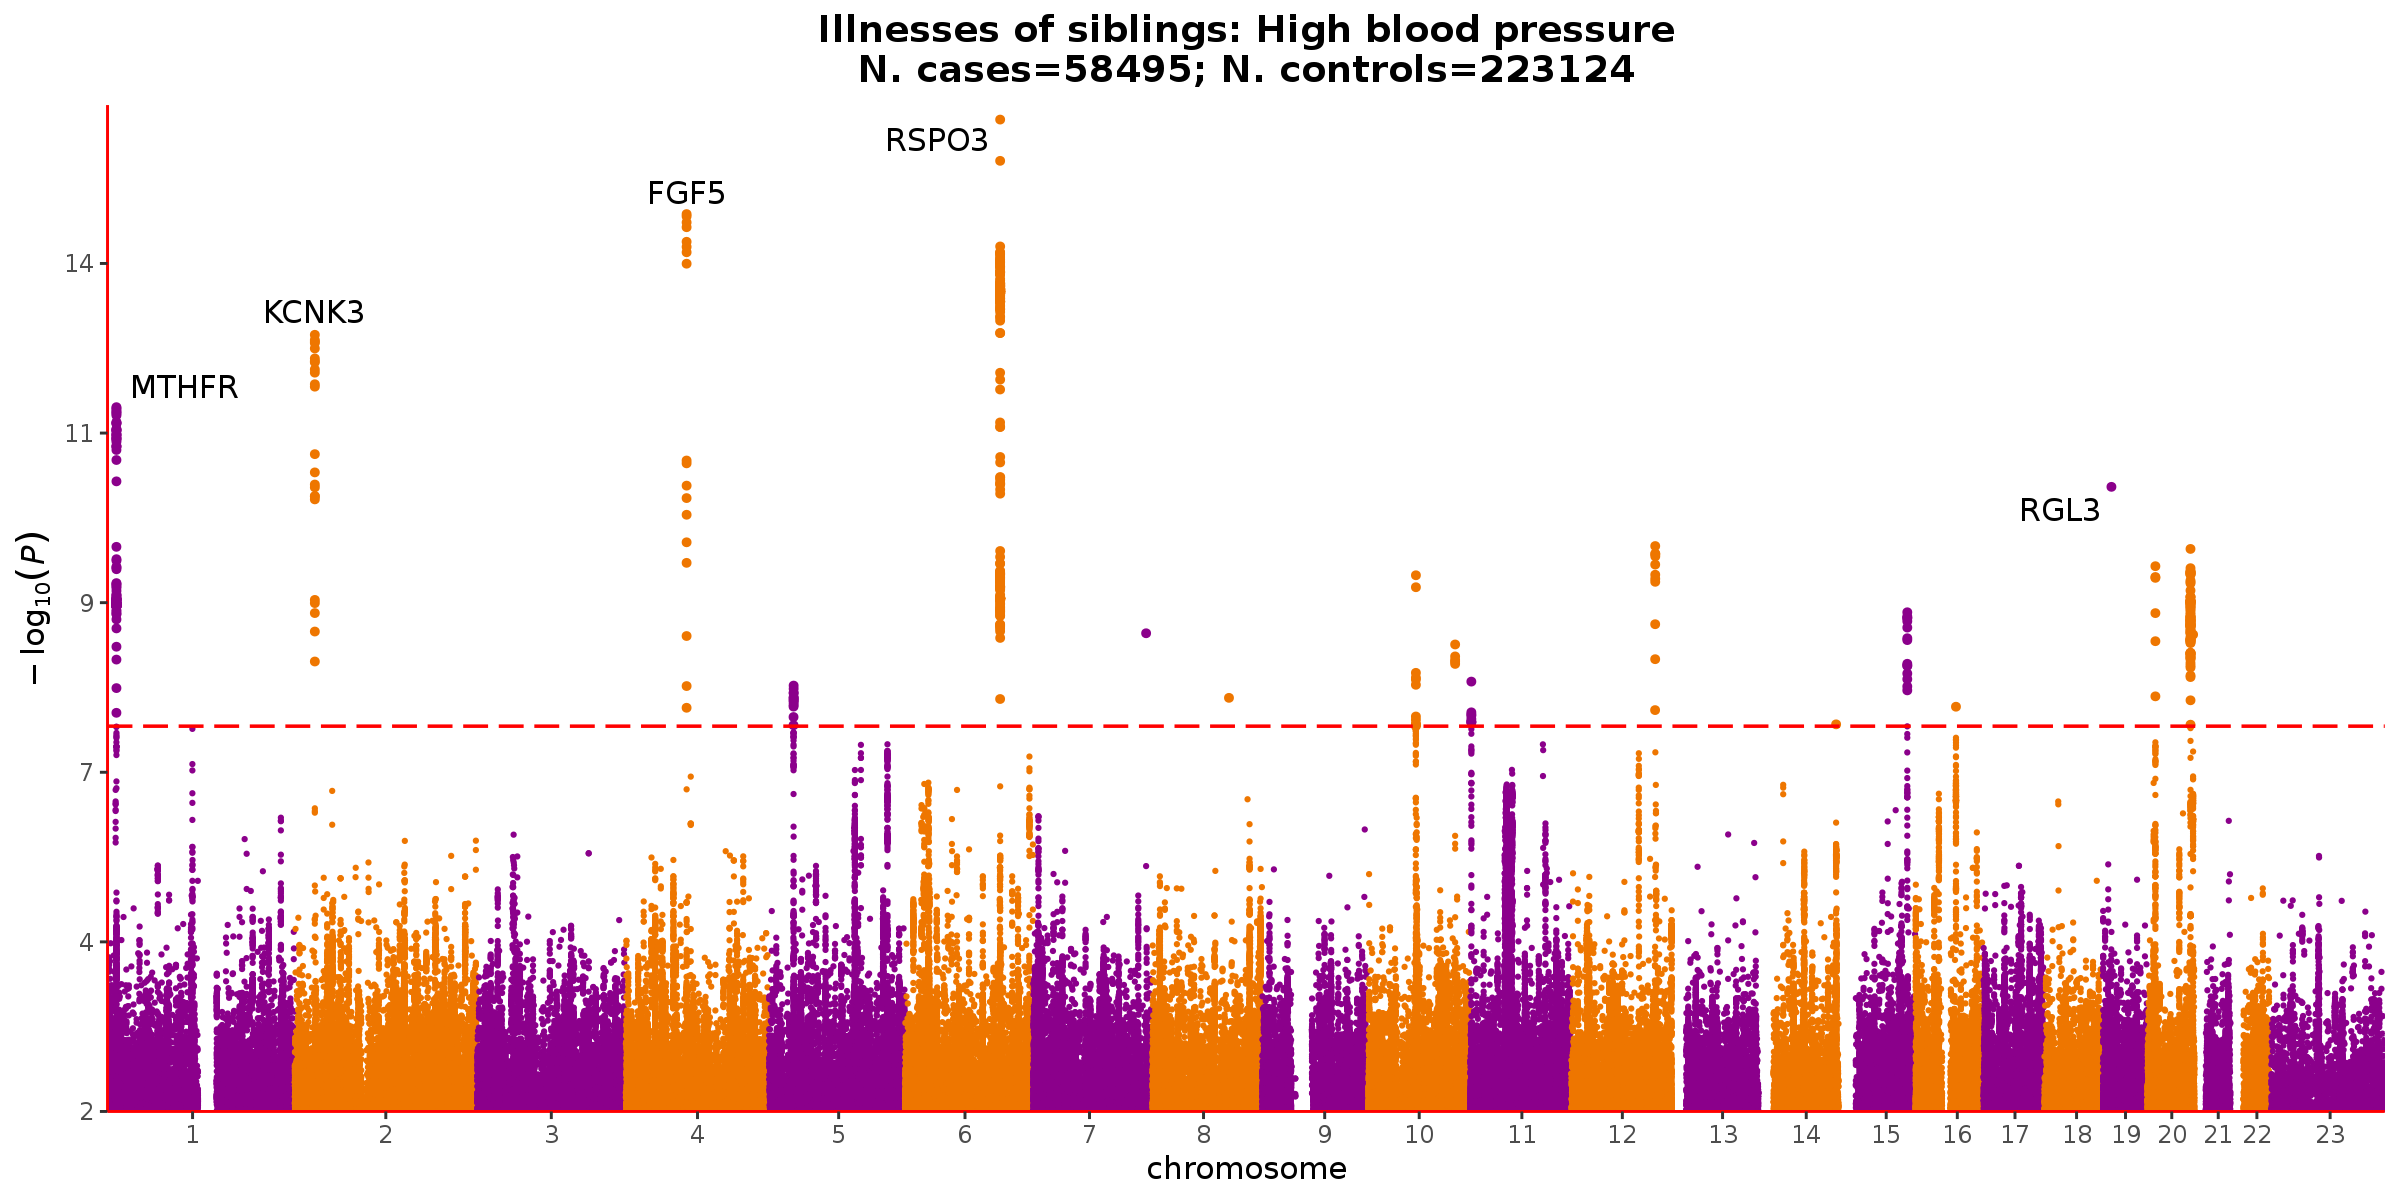 Illnesses of siblings: High blood pressure
N. cases=58495; N. controls=223124
RSPO3
FGF5
KCNK3
MTHFR
RGL3
14
11
9
7
4
2
− log₁₀(P)
1 2 3 4 5 6 7 8 9 10 11 12 13 14 15 16 17 18 19 20 21 22 23
chromosome